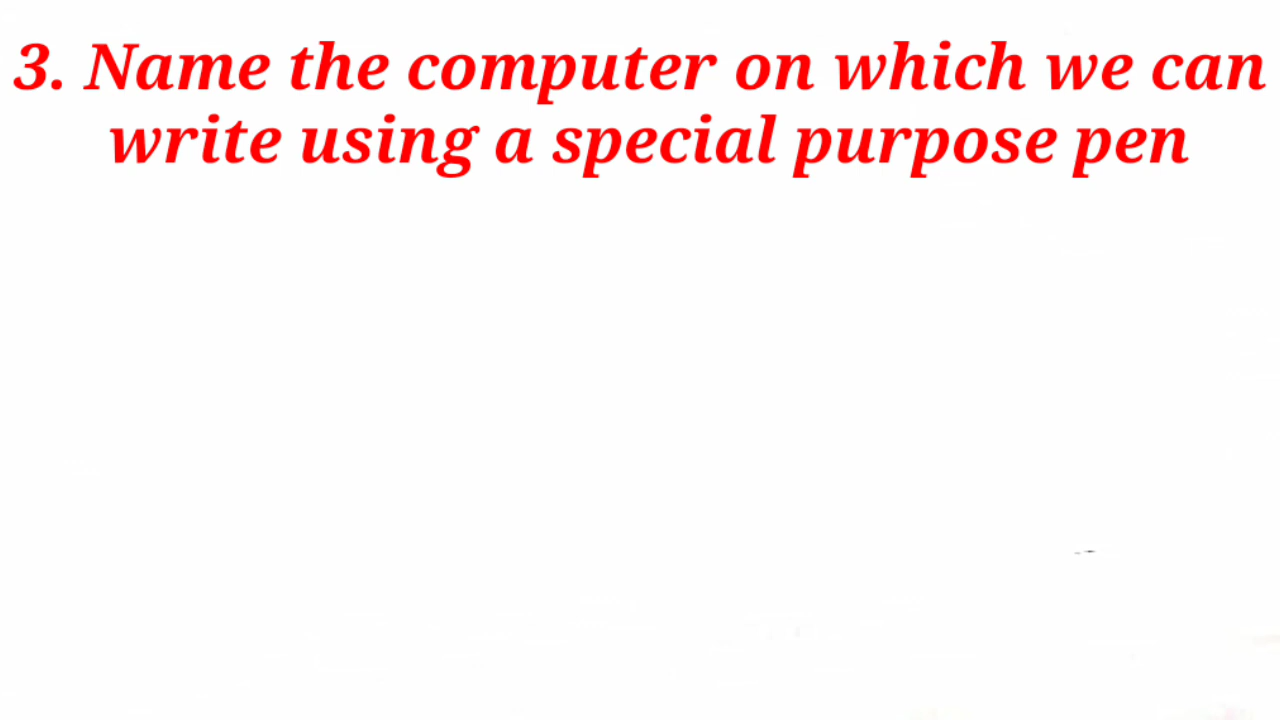 3. Name the computer on which we can
write using a special purpose pen